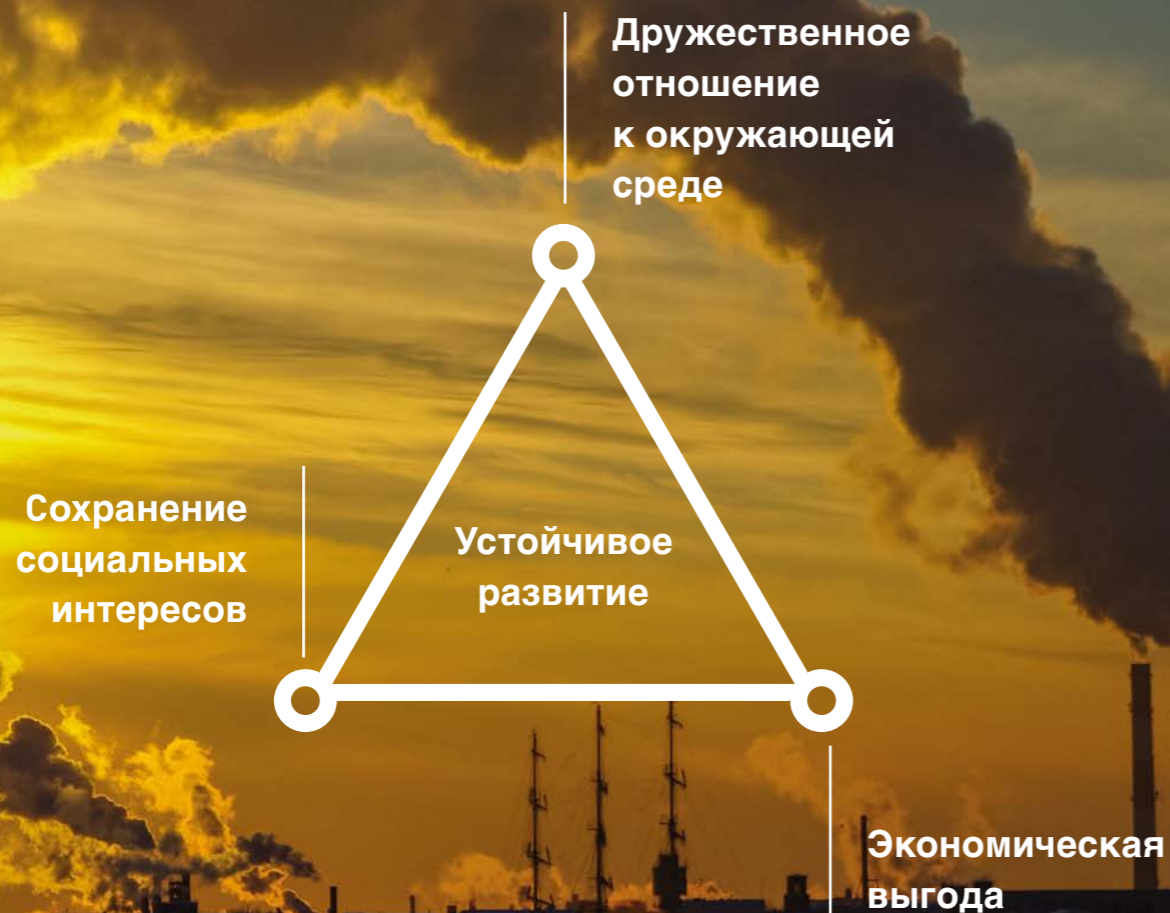 Дружественное
отношение
к окружающей
среде
Сохранение
социальных
интересов
Устойчивое
развитие
Экономическая
выгода